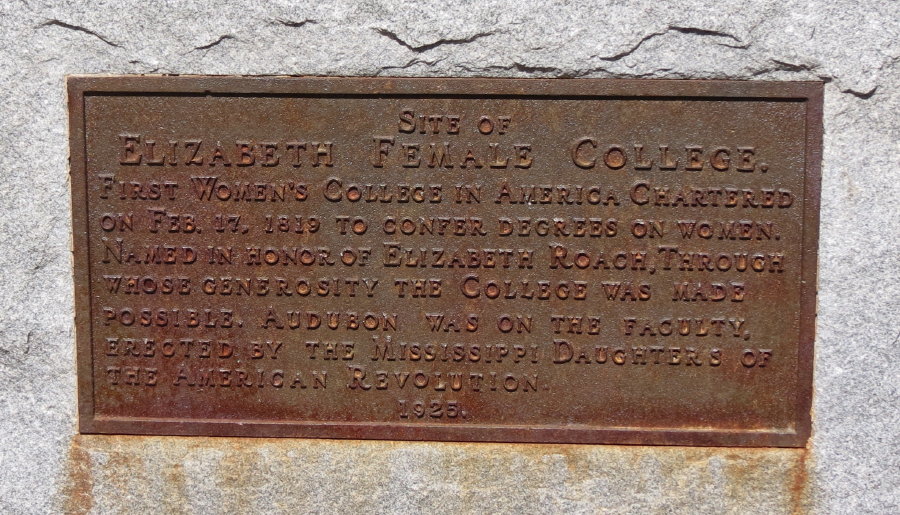 SITE OF
ELIZABETH FEMALE COLLEGE.
FIRST WOMEN'S COLLEGE IN AMERICA CHARTERED
ON FEB. 17, 1819 TO CONFER DEGREES ON WOMEN.
NAMED IN HONOR OF ELIZABETH ROACH, THROUGH
WHOSE GENEROSITY THE COLLEGE WAS MADE
POSSIBLE. AUDUBON WAS ON THE FACULTY,
ERECTED BY THE MISSISSIPPI DAUGHTERS OF
THE AMERICAN REVOLUTION.
1925.